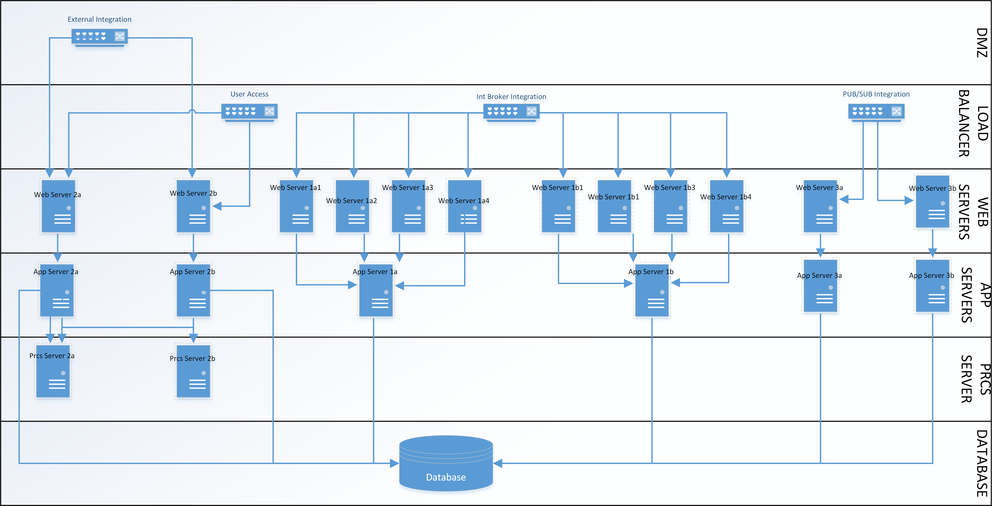 External Integration
DMZ
User Access
Int Broker Integration
PUB/SUB Integration
LOAD
BALANCER
Web Server 2a
Web Server 2b
Web Server 1a1
Web Server 1a2
Web Server 1a3
Web Server 1a4
Web Server 1b1
Web Server 1b1
Web Server 1b3
Web Server 1b4
Web Server 3a
Web Server 3b
WEB
SERVERS
App Server 2a
App Server 2b
App Server 1a
App Server 1b
App Server 3a
App Server 3b
APP
SERVERS
Prcs Server 2a
Prcs Server 2b
PRCS
SERVER
Database
DATABASE